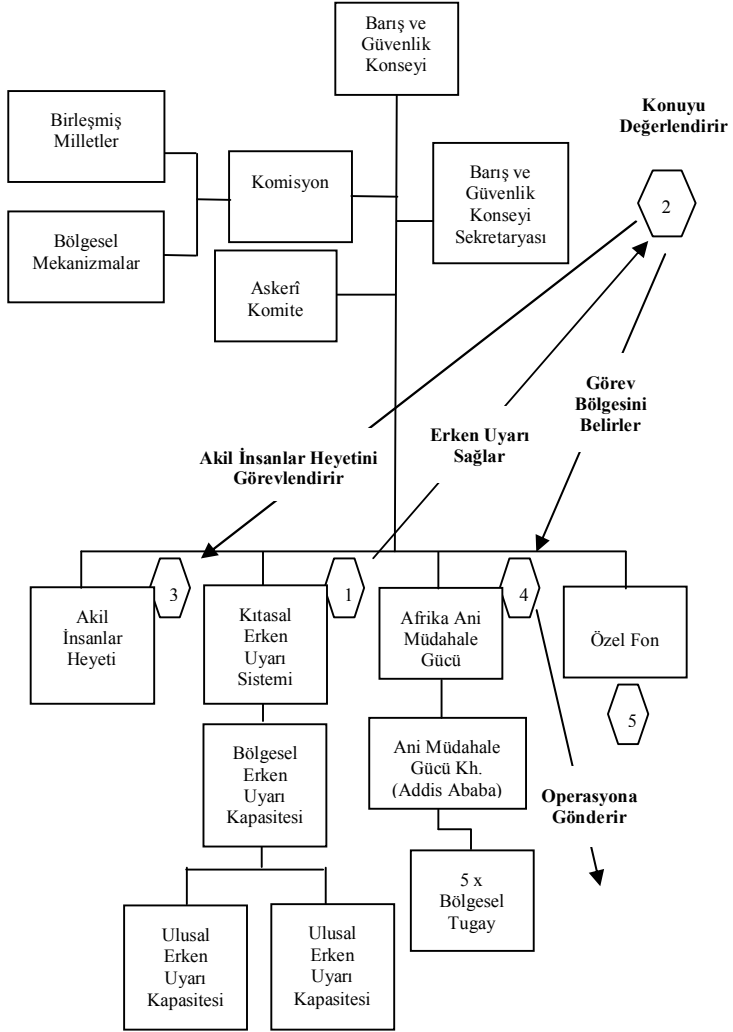 Barış ve
Güvenlik
Konseyi
Birleşmiş
Milletler
Konuyu
Değerlendirir
Komisyon
Barış ve
Güvenlik
Konseyi
Sekretaryası
2
Bölgesel
Mekanizmalar
Askerî
Komite
Görev
Bölgesini
Belirler
Erken Uyarı
Sağlar
Akil İnsanlar Heyetini
Görevlendirir
3
1
4
Akil
İnsanlar
Heyeti
Kıtasal
Erken
Uyarı
Sistemi
Afrika Ani
Müdahale
Gücü
Özel Fon
5
Bölgesel
Erken
Uyarı
Kapasitesi
Ani Müdahale
Gücü Kh.
(Addis Ababa)
Operasyona
Gönderir
5 x
Bölgesel
Tugay
Ulusal
Erken
Uyarı
Kapasitesi
Ulusal
Erken
Uyarı
Kapasitesi